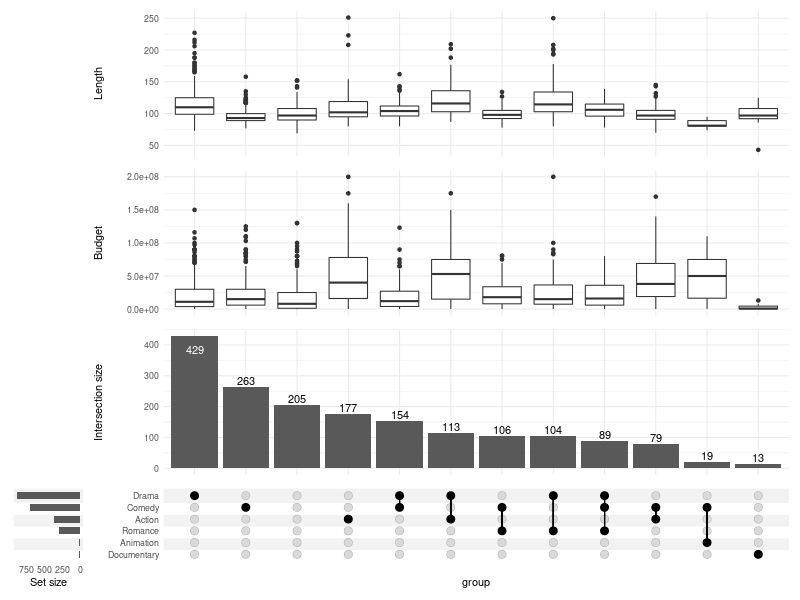 250
200
150
100
50
Length
2.0e+08
1.5e+08
1.0e+08
5.0e+07
0.0e+00
Budget
400
300
200
100
0
Intersection size
429
263
205
177
154
113
106
104
89
79
19
13
Drama
Comedy
Action
Romance
Animation
Documentary
750 500 250 0
Set size
group